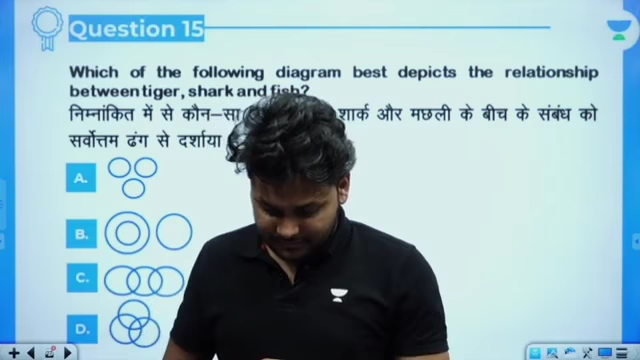 Question 15
Which of the following diagram best depicts the relationship
between tiger, shark and fish?
निम्नांकित में से कौन–सा शार्क और मछली के बीच के संबंध को
सर्वोत्तम ढंग से दर्शाया
A.
B.
C.
D.